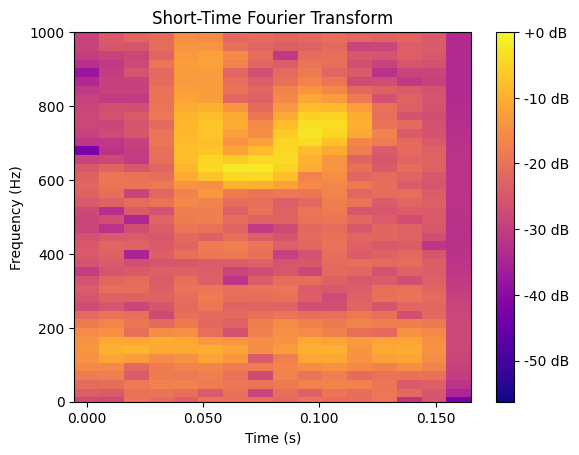 Short-Time Fourier Transform
1000
800
600
400
200
0
Frequency (Hz)
0.000
0.050
0.100
0.150
Time (s)
+0 dB
-10 dB
-20 dB
-30 dB
-40 dB
-50 dB